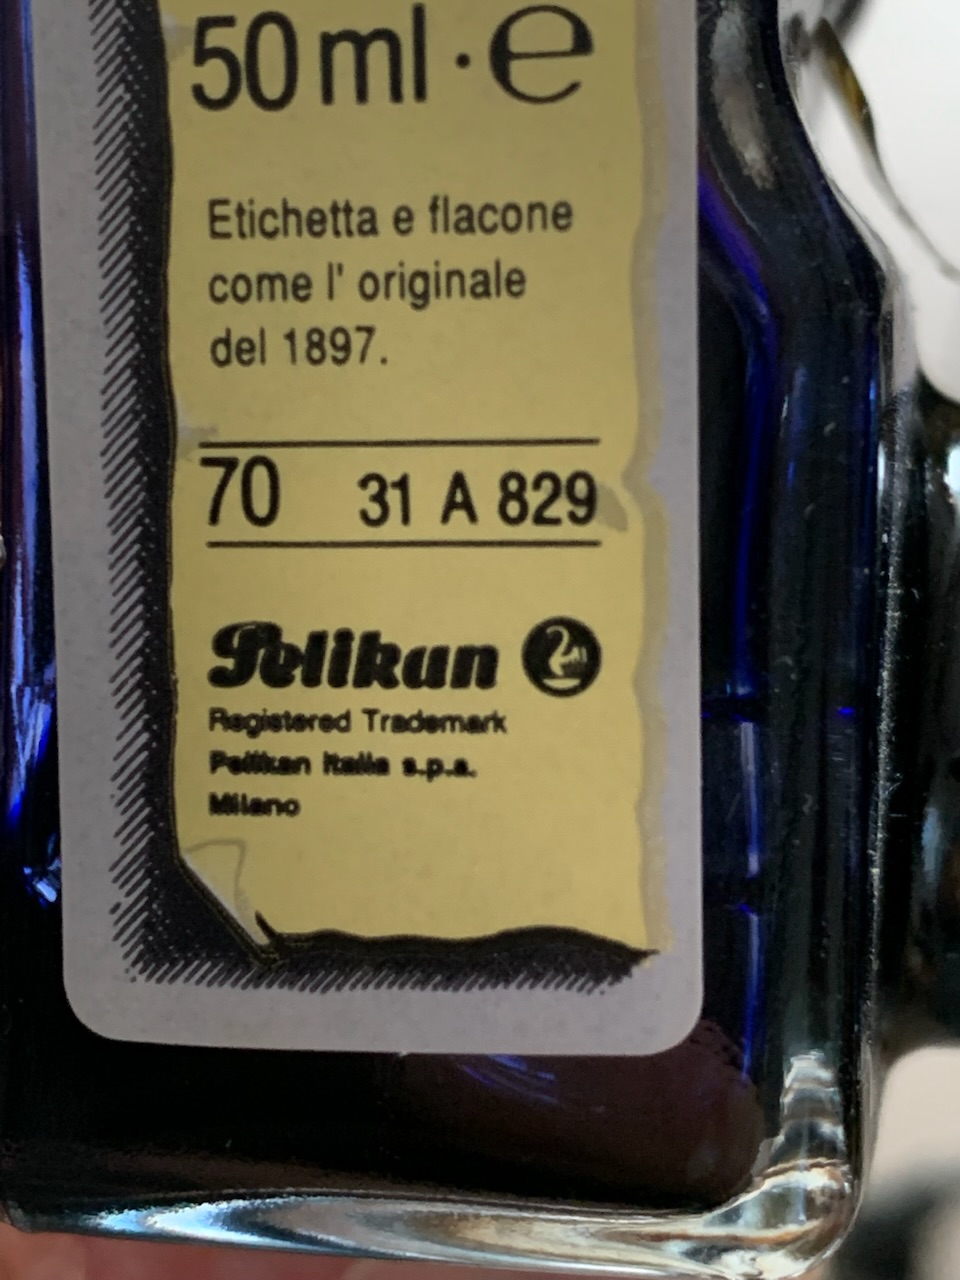 50 ml · ℮
Etichetta e flacone
come l' originale
del 1897.
70 31 A 829
Pelikan
Registered Trademark
Pelikan Italia s.p.a.
Milano